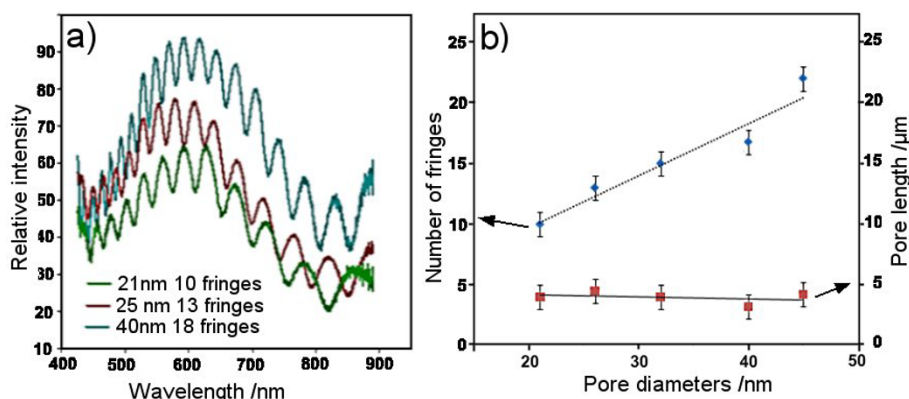 a)
Relative intensity
90
80
70
60
50
40
30
20
10
400 500 600 700 800 900
Wavelength /nm
21nm 10 fringes
25 nm 13 fringes
40nm 18 fringes
b)
Number of fringes
25
20
15
10
5
0
20 30 40 50
Pore diameters /nm
25
20
15
10
5
0
Pore length /µm